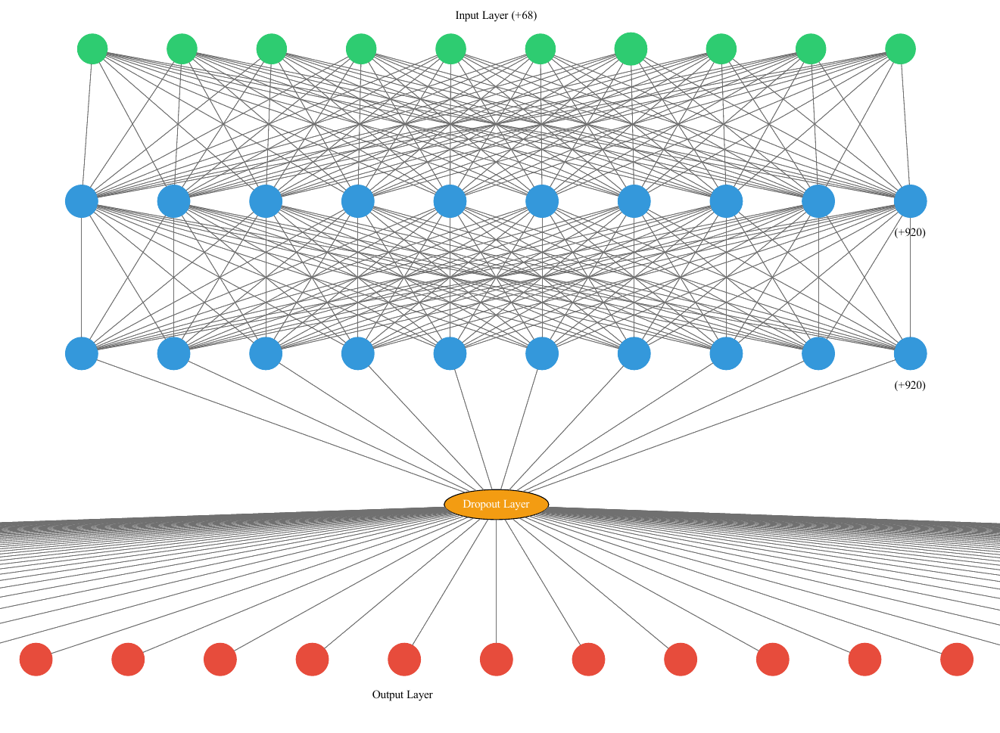 Input Layer (+68)
(+920)
(+920)
Dropout Layer
Output Layer